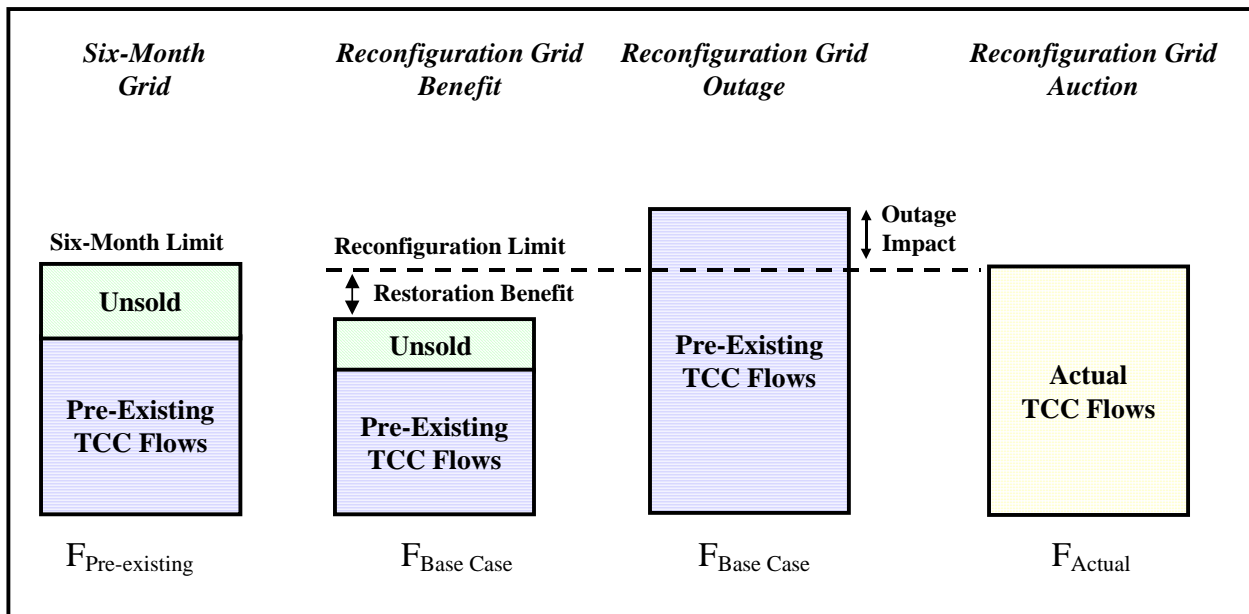 Six-Month
Grid
Reconfiguration Grid
Benefit
Reconfiguration Grid
Outage
Reconfiguration Grid
Auction
Six-Month Limit
Unsold
Pre-Existing
TCC Flows
Reconfiguration Limit
Restoration Benefit
Unsold
Pre-Existing
TCC Flows
Pre-Existing
TCC Flows
Outage
Impact
Actual
TCC Flows
FPre-existing
FBase Case
FBase Case
FActual